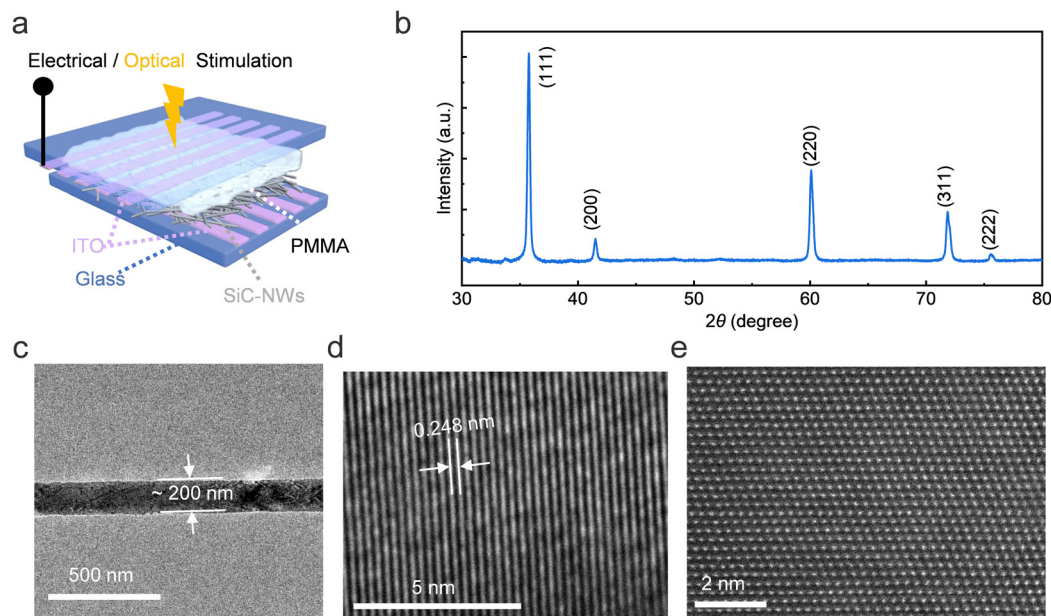 a
Electrical / Optical Stimulation
ITO
PMMA
Glass
SiC-NWs
b
Intensity (a.u.)
(111)
(200)
(220)
(311)
(222)
30 40 50 60 70 80
2θ (degree)
c
~ 200 nm
500 nm
d
0.248 nm
5 nm
e
2 nm